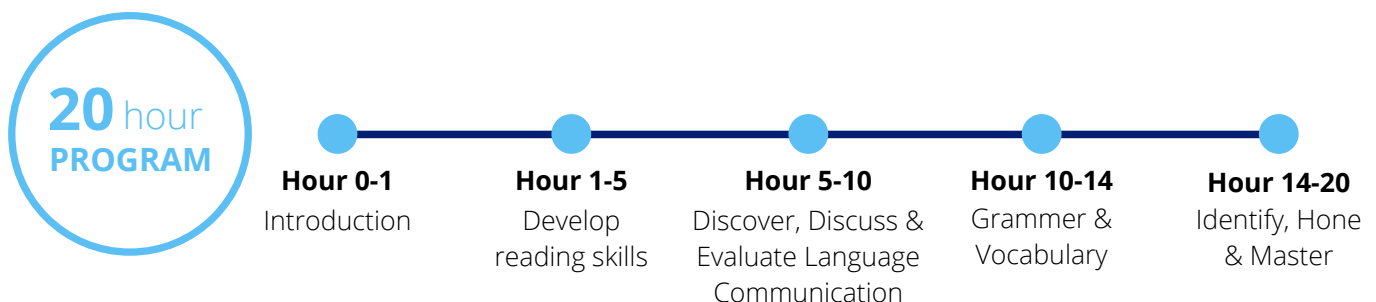 20 hour
PROGRAM
Hour 0-1
Introduction
Hour 1-5
Develop
reading skills
Hour 5-10
Discover, Discuss &
Evaluate Language
Communication
Hour 10-14
Grammer &
Vocabulary
Hour 14-20
Identify, Hone
& Master